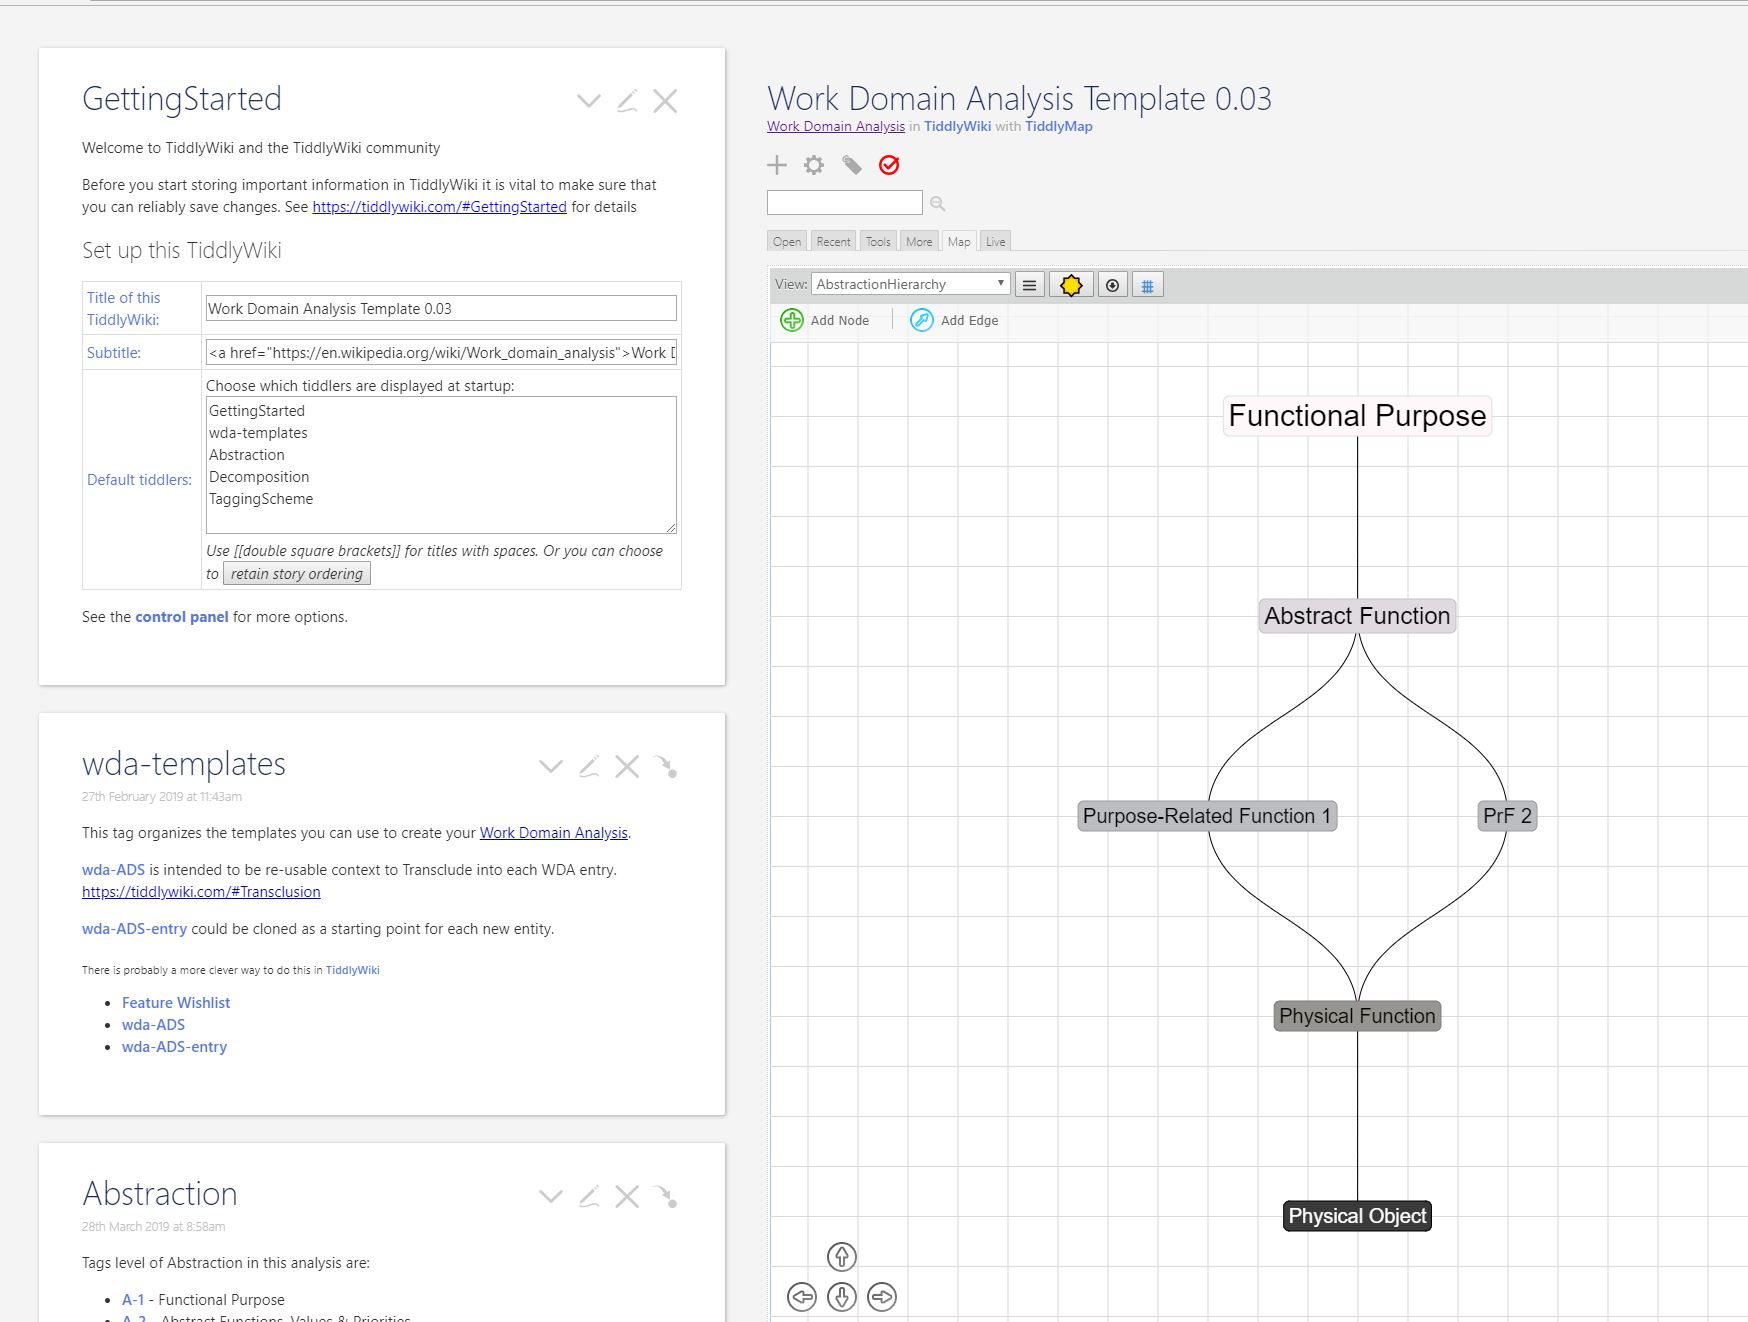 GettingStarted
Welcome to TiddlyWiki and the TiddlyWiki community
Before you start storing important information in TiddlyWiki it is vital to make sure that
you can reliably save changes. See https://tiddlywiki.com/#GettingStarted for details
Set up this TiddlyWiki
Title of this
TiddlyWiki:
Work Domain Analysis Template 0.03
Subtitle:
<a href="https://en.wikipedia.org/wiki/Work_domain_analysis">Work D
Default tiddlers:
Choose which tiddlers are displayed at startup:
GettingStarted
wda-templates
Abstraction
Decomposition
TaggingScheme
Use [[double square brackets]] for titles with spaces. Or you can choose
to retain story ordering
See the control panel for more options.
wda-templates
27th February 2019 at 11:43am
This tag organizes the templates you can use to create your Work Domain Analysis.
wda-ADS is intended to be re-usable context to Transclude into each WDA entry.
https://tiddlywiki.com/#Transclusion
wda-ADS-entry could be cloned as a starting point for each new entity.
There is probably a more clever way to do this in TiddlyWiki
• Feature Wishlist
• wda-ADS
• wda-ADS-entry
Abstraction
28th March 2019 at 8:58am
Tags level of Abstraction in this analysis are:
• A-1 - Functional Purpose
• A-2 - Abstract Functions, Values & Priorities
Work Domain Analysis Template 0.03
Work Domain Analysis in TiddlyWiki with TiddlyMap
Open Recent Tools More Map Live
View: AbstractionHierarchy
Add Node Add Edge
Functional Purpose
Abstract Function
Purpose-Related Function 1
PrF 2
Physical Function
Physical Object